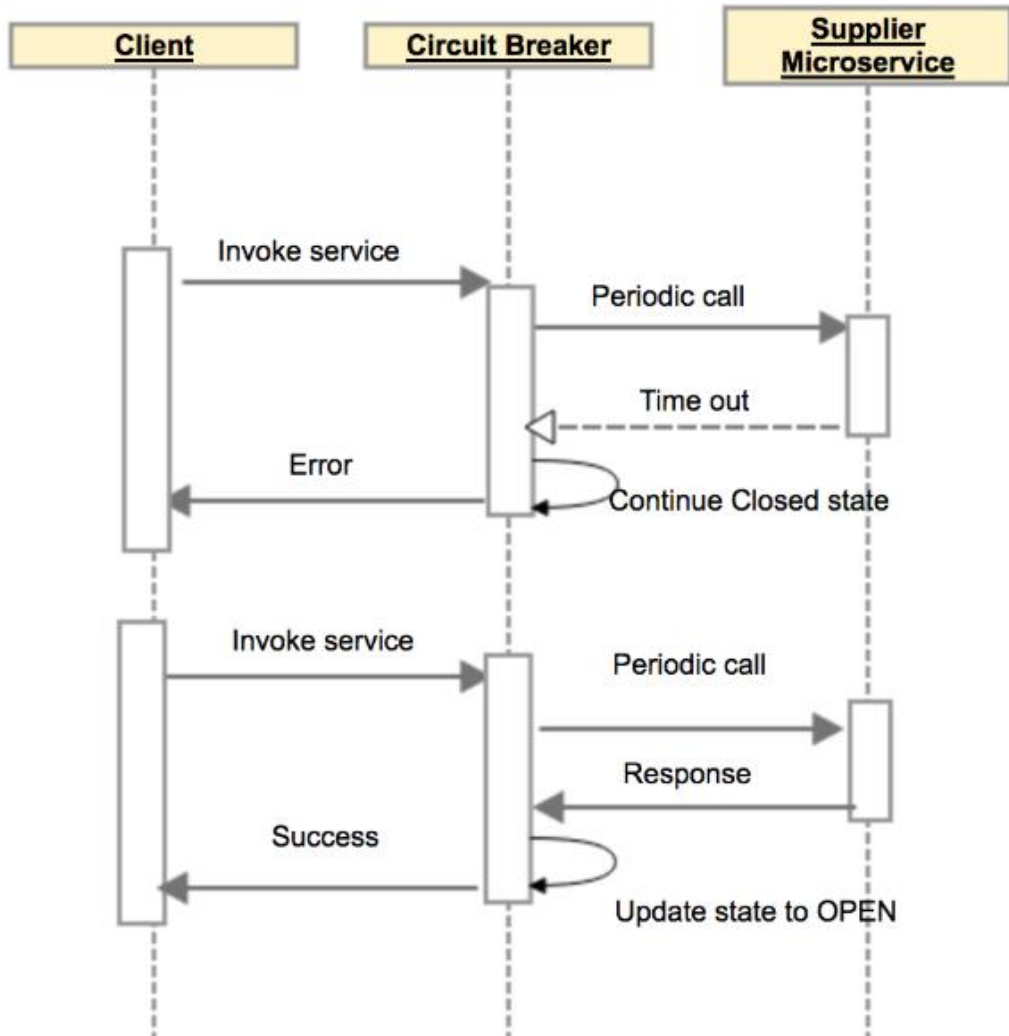 Client
Circuit Breaker
Supplier
Microservice
Invoke service
Periodic call
Time out
Error
Continue Closed state
Invoke service
Periodic call
Response
Success
Update state to OPEN